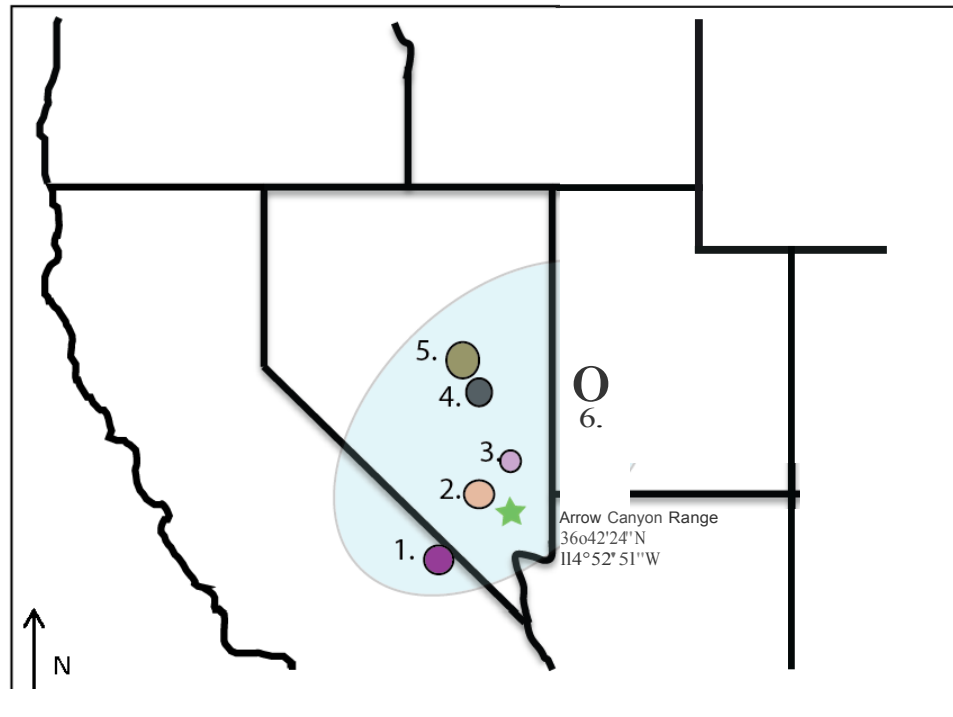 5.
4.
O
6.
3.
2.
Arrow Canyon Range
36o42'24"N
114°52'51"W
1.
N